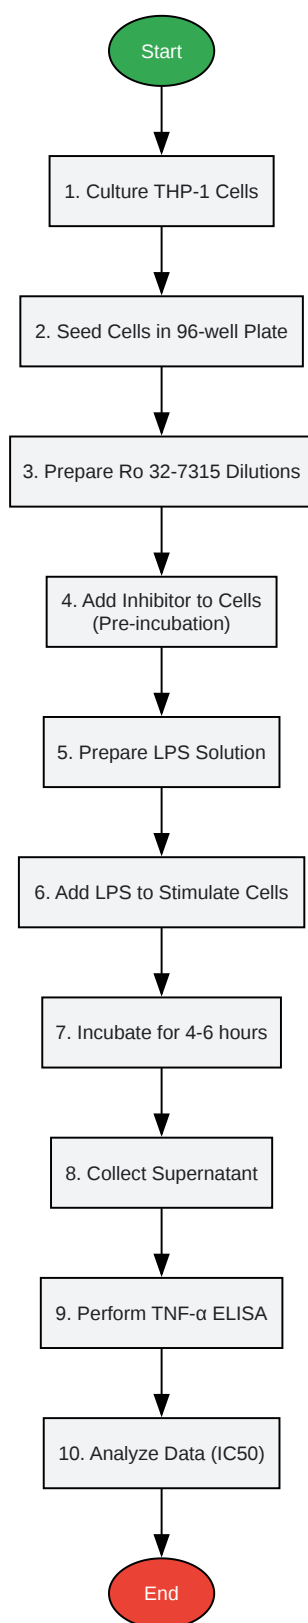 Start
1. Culture THP-1 Cells
2. Seed Cells in 96-well Plate
3. Prepare Ro 32-7315 Dilutions
4. Add Inhibitor to Cells
(Pre-incubation)
5. Prepare LPS Solution
6. Add LPS to Stimulate Cells
7. Incubate for 4-6 hours
8. Collect Supernatant
9. Perform TNF-α ELISA
10. Analyze Data (IC50)
End